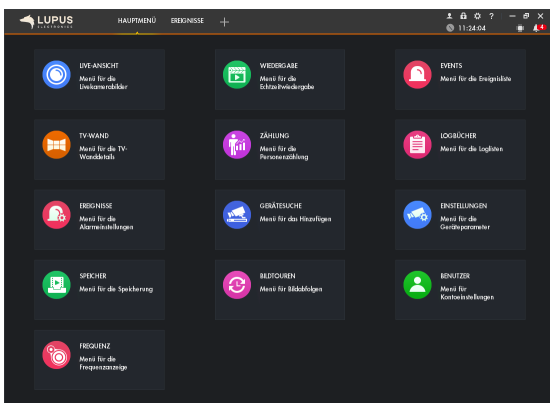 LUPUS
ELECTRONICS
HAUPTMENÜ
EREIGNISSE
11:24:04
4
LIVE-ANSICHT
Menü für die
Livekamerabilder
WIEDERGABE
Menü für die
Echtzeitwiedergabe
EVENTS
Menü für die Ereignisliste
TV-WAND
Menü für die TV-
Wanddetails
ZÄHLUNG
Menü für die
Personenzählung
LOGBÜCHER
Menü für die Loglisten
EREIGNISSE
Menü für die
Alarmeinstellungen
GERÄTESUCHE
Menü für das Hinzufügen
EINSTELLUNGEN
Menü für die
Geräteparameter
SPEICHER
Menü für die Speicherung
BILDTOUREN
Menü für Bildabfolgen
BENUTZER
Menü für
Kontoeinstellungen
FREQUENZ
Menü für die
Frequenzanzeige